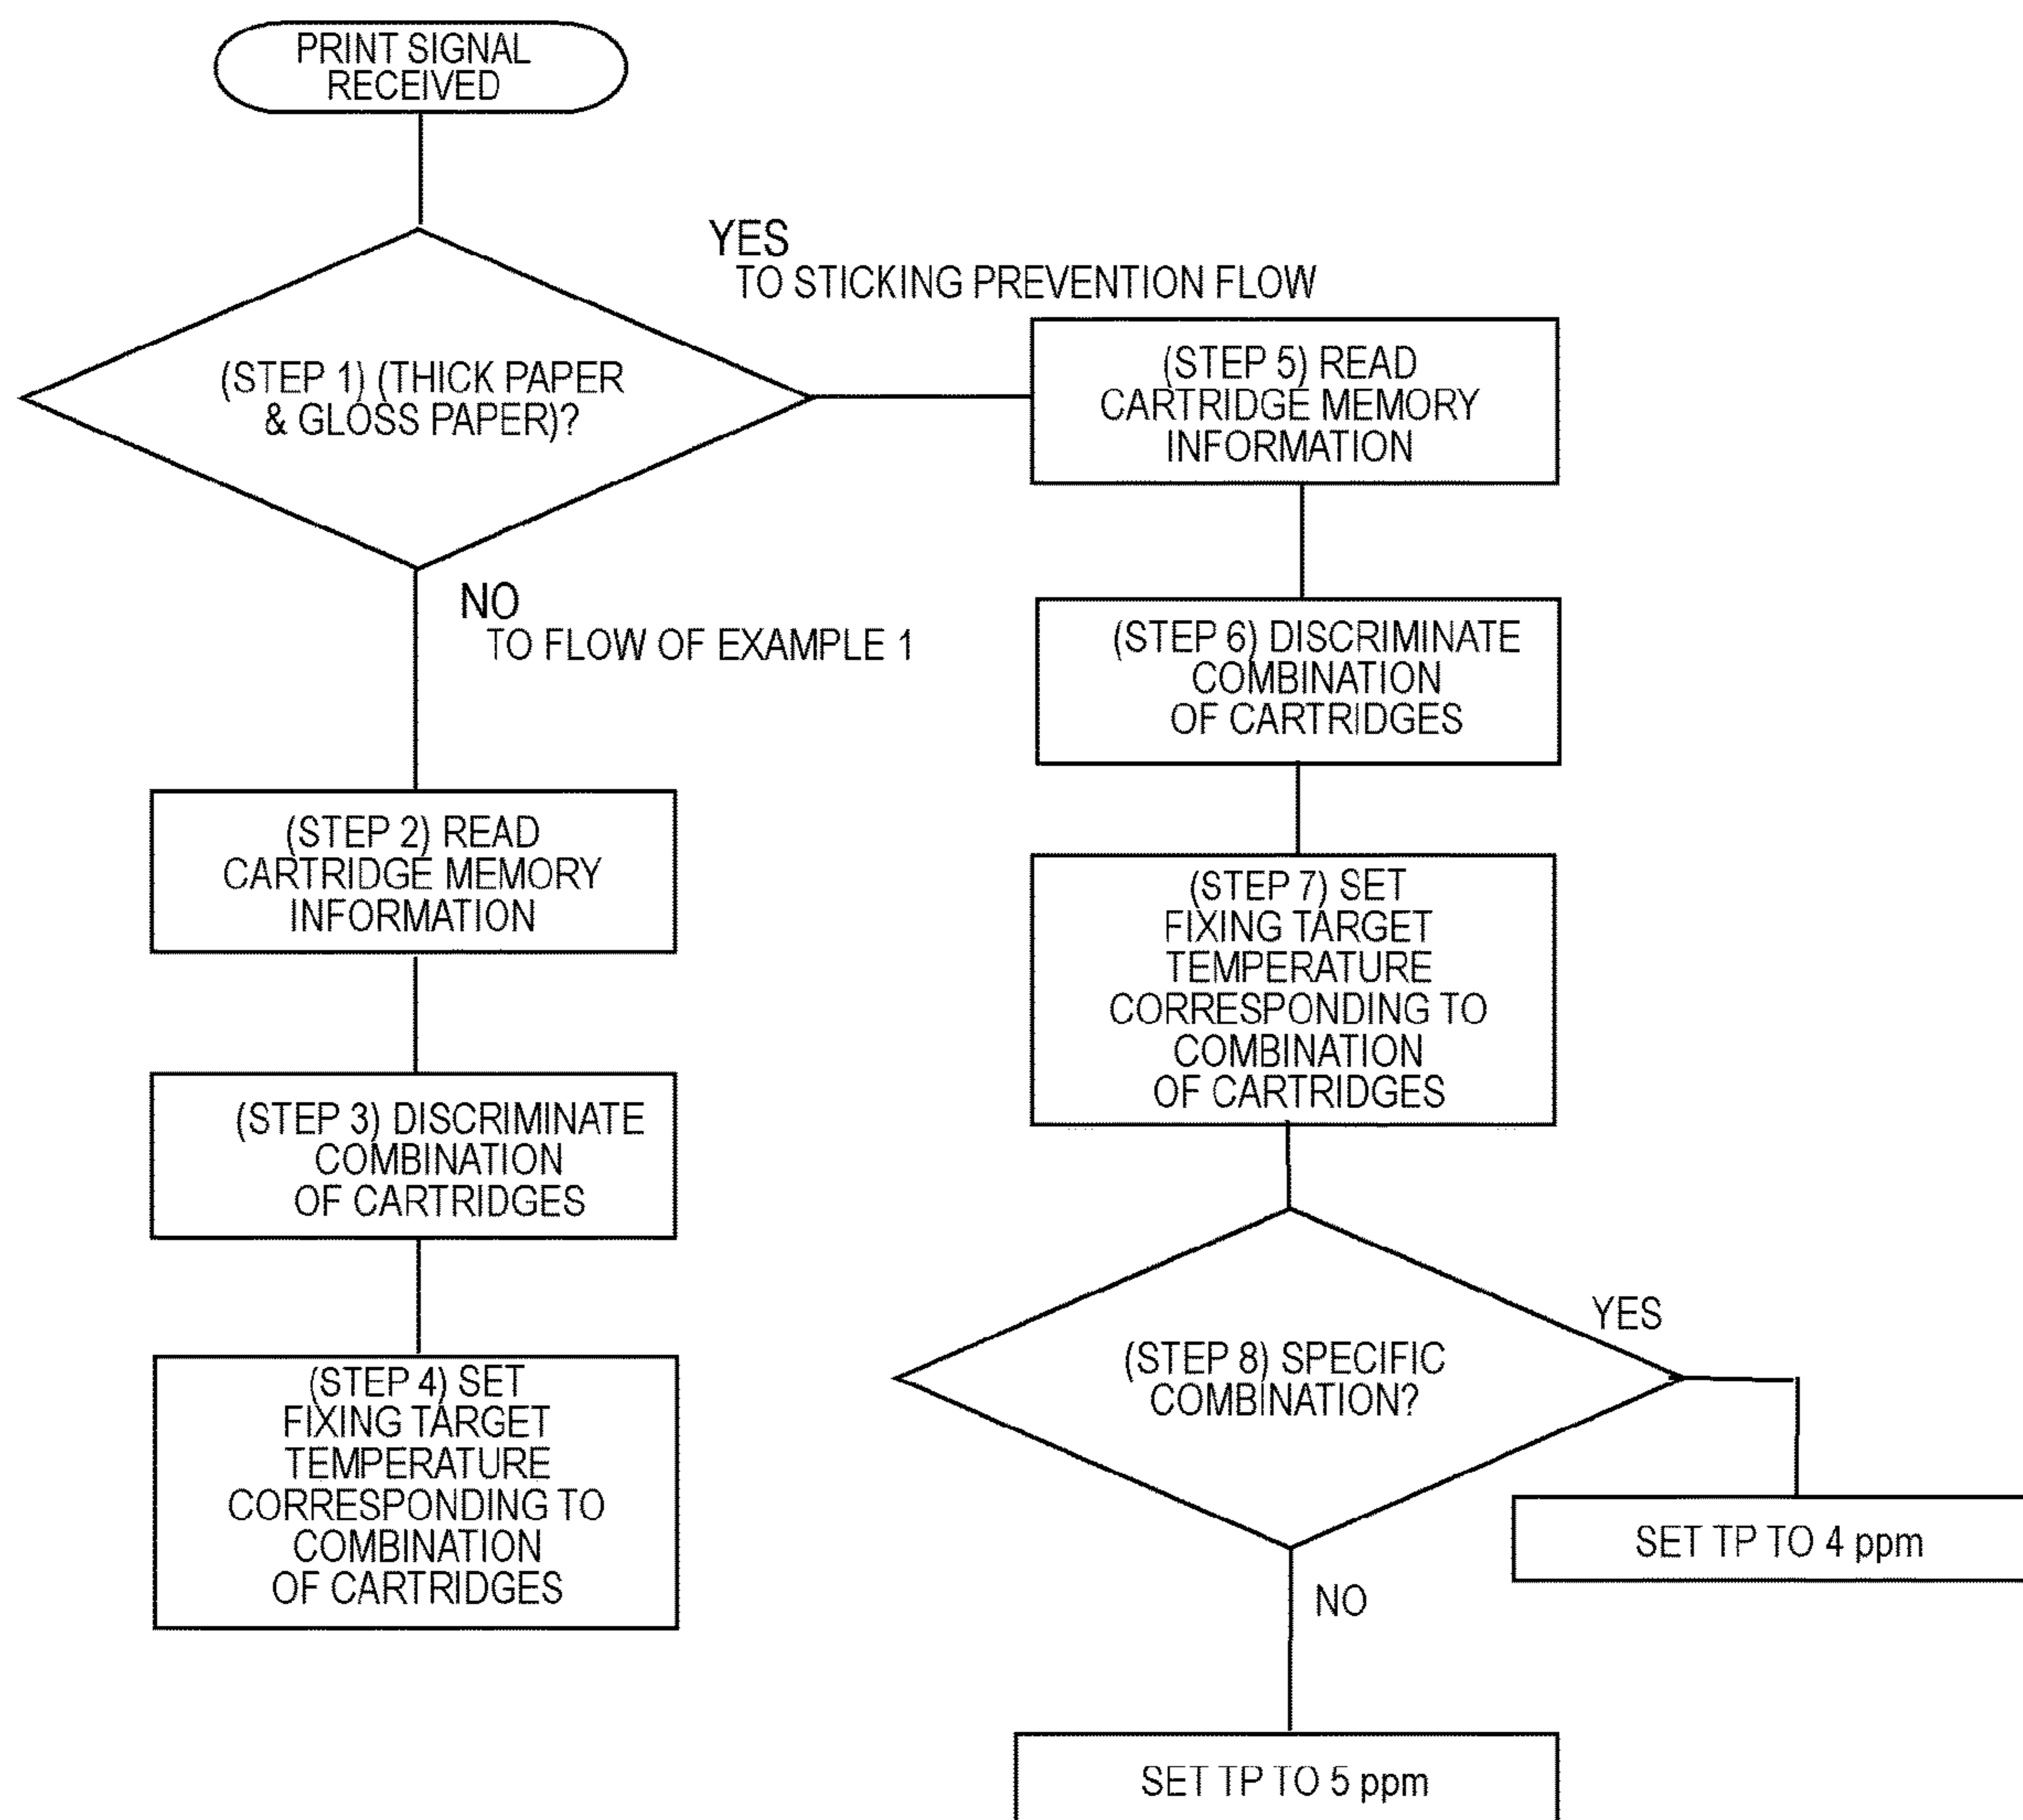 PRINT SIGNAL
RECEIVED
(STEP 1) (THICK PAPER
& GLOSS PAPER)?
YES
TO STICKING PREVENTION FLOW
NO
TO FLOW OF EXAMPLE 1
(STEP 2) READ
CARTRIDGE MEMORY
INFORMATION
(STEP 3) DISCRIMINATE
COMBINATION
OF CARTRIDGES
(STEP 4) SET
FIXING TARGET
TEMPERATURE
CORRESPONDING TO
COMBINATION
OF CARTRIDGES
(STEP 5) READ
CARTRIDGE MEMORY
INFORMATION
(STEP 6) DISCRIMINATE
COMBINATION
OF CARTRIDGES
(STEP 7) SET
FIXING TARGET
TEMPERATURE
CORRESPONDING TO
COMBINATION
OF CARTRIDGES
(STEP 8) SPECIFIC
COMBINATION?
YES
SET TP TO 4 ppm
NO
SET TP TO 5 ppm